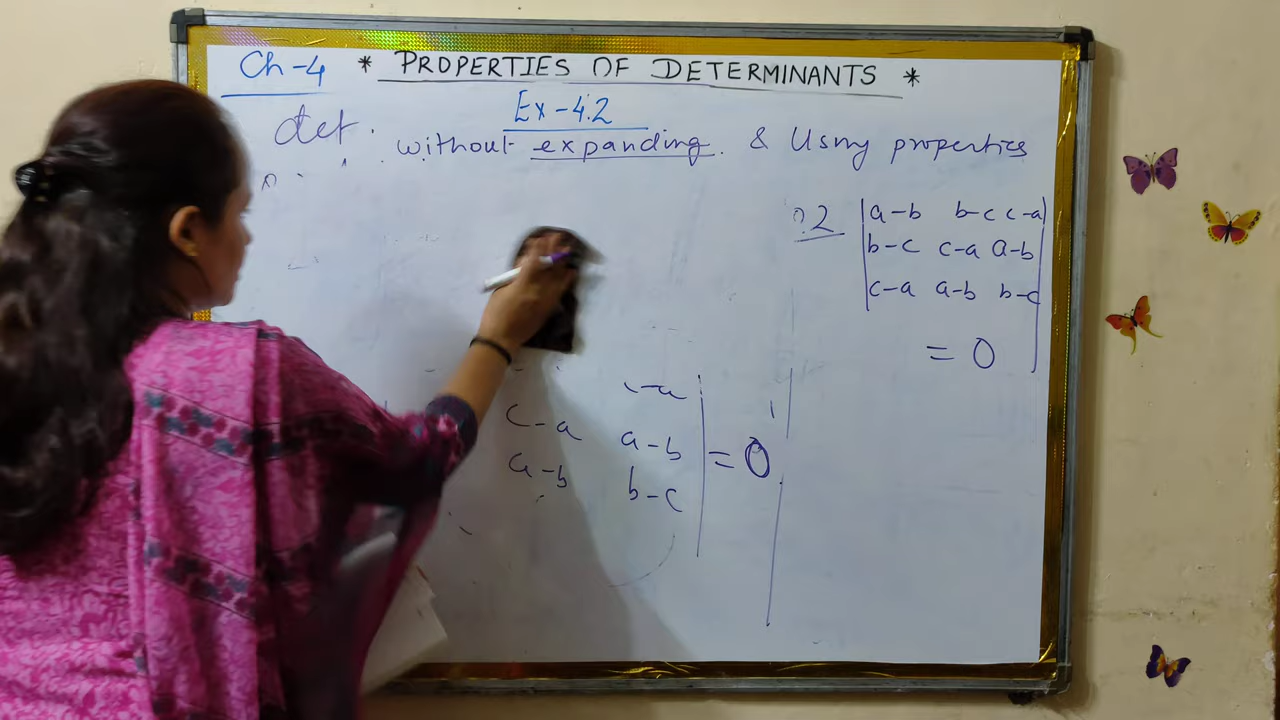 Ch-4 * PROPERTIES OF DETERMINANTS *
Ex-4.2
det. without expanding. & Using properties
.2 |a-b b-c c-a|
|b-c c-a a-b|
|c-a a-b b-c|
= 0
-a
c-a a-b | = 0
a-b b-c